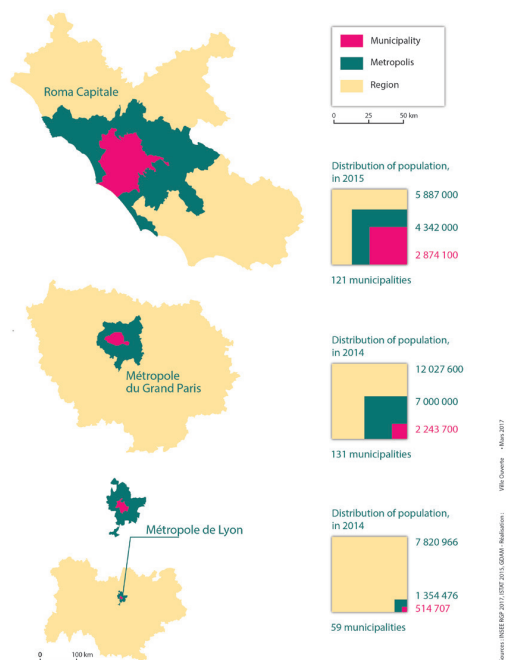 Municipality
Metropolis
Region
0 25 50 km
Roma Capitale
Distribution of population,
in 2015
5 887 000
4 342 000
2 874 100
121 municipalities
Métropole
du Grand Paris
Distribution of population,
in 2014
12 027 600
7 000 000
2 243 700
131 municipalities
Métropole de Lyon
Distribution of population,
in 2014
7 820 966
1 354 476
514 707
59 municipalities
0 100 km
Sources : INSEE RGP 2017, ISTAT 2015, GDAM - Réalisation : Ville Ouverte • Mars 2017